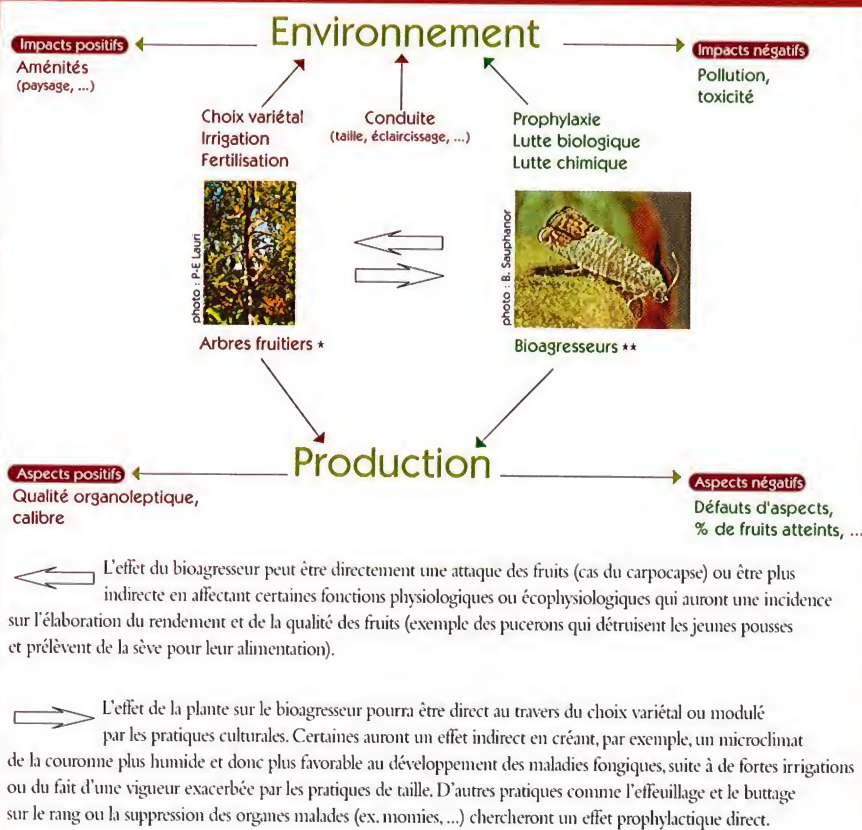 Environnement
Impacts positifs
Aménités
(paysage, ...)
Impacts négatifs
Pollution,
toxicité
Choix variétal
Irrigation
Fertilisation
Conduite
(taille, éclaircissage, ...)
Prophylaxie
Lutte biologique
Lutte chimique
photo : P-E Lauri
photo : B. Sauphanor
Arbres fruitiers *
Bioagresseurs **
Production
Aspects positifs
Qualité organoleptique,
calibre
Aspects négatifs
Défauts d'aspects,
% de fruits atteints, ...
L'effet du bioagresseur peut être directement une attaque des fruits (cas du carpocapse) ou être plus
indirecte en affectant certaines fonctions physiologiques ou écophysiologiques qui auront une incidence
sur l'élaboration du rendement et de la qualité des fruits (exemple des pucerons qui détruisent les jeunes pousses
et prélèvent de la sève pour leur alimentation).
L'effet de la plante sur le bioagresseur pourra être direct au travers du choix variétal ou modulé
par les pratiques culturales. Certaines auront un effet indirect en créant, par exemple, un microclimat
de la couronne plus humide et donc plus favorable au développement des maladies fongiques, suite à de fortes irrigations
ou du fait d'une vigueur exacerbée par les pratiques de taille. D'autres pratiques comme l'effeuillage et le buttage
sur le rang ou la suppression des organes malades (ex. momies, ...) chercheront un effet prophylactique direct.